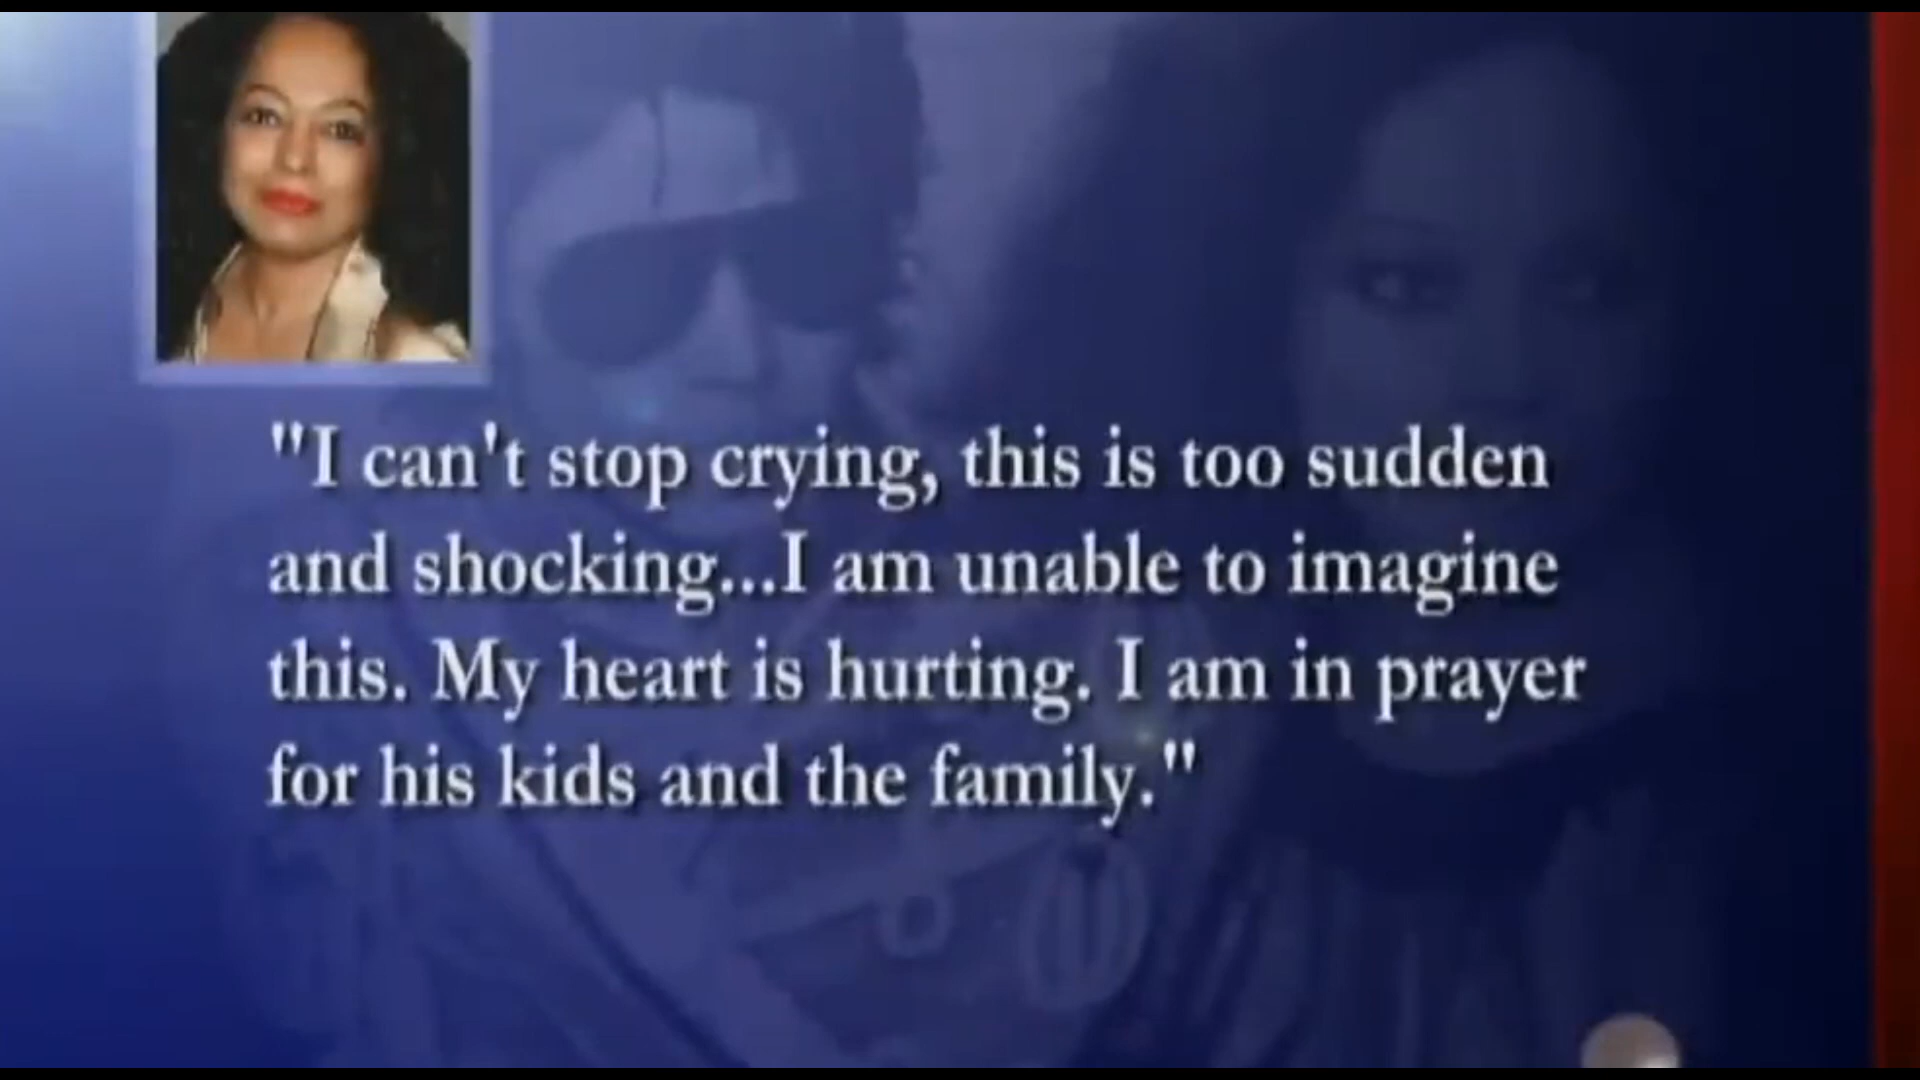 "I can't stop crying, this is too sudden
and shocking...I am unable to imagine
this. My heart is hurting. I am in prayer
for his kids and the family."